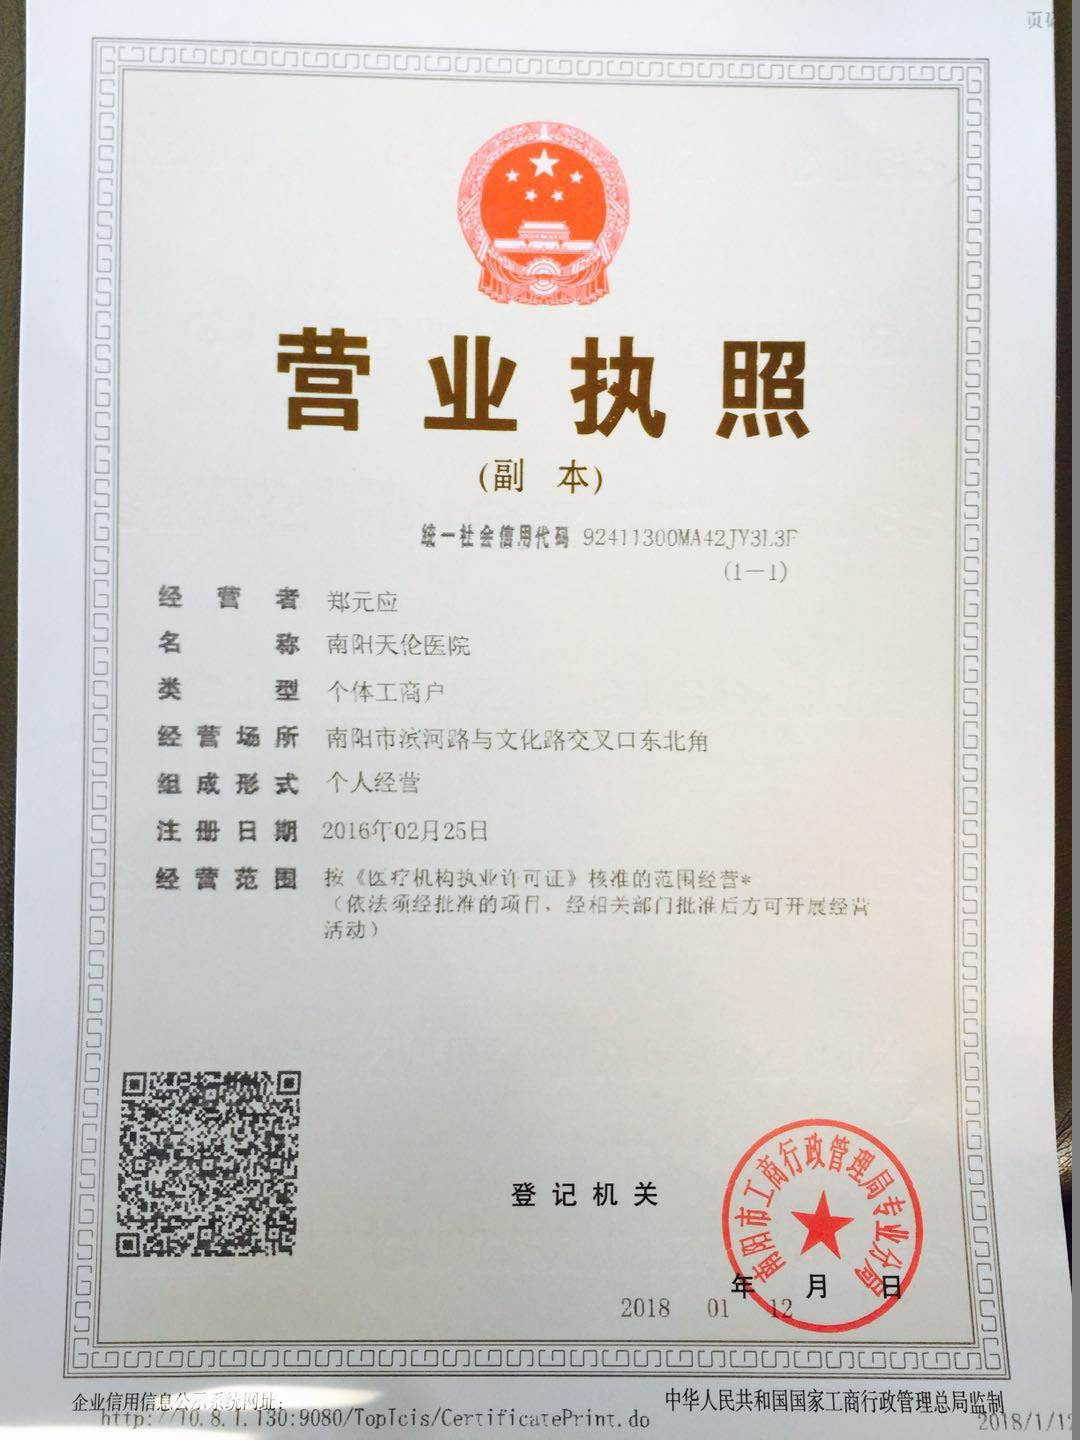 营业执照
(副 本)
统一社会信用代码 92411300MA42JY3L3F
(1-1)
经营者 郑元应
名称 南阳天伦医院
类型 个体工商户
经营场所 南阳市滨河路与文化路交叉口东北角
组成形式 个人经营
注册日期 2016年02月25日
经营范围 按《医疗机构执业许可证》核准的范围经营*
(依法须经批准的项目，经相关部门批准后方可开展经营
活动)
登记机关
南阳市工商行政管理局专业分局
年 月 日
2018 01 12
企业信用信息公示系统网址:
http://10.8.1.130:9080/TopIcis/CertificatePrint.do
中华人民共和国国家工商行政管理总局监制
2018/1/12